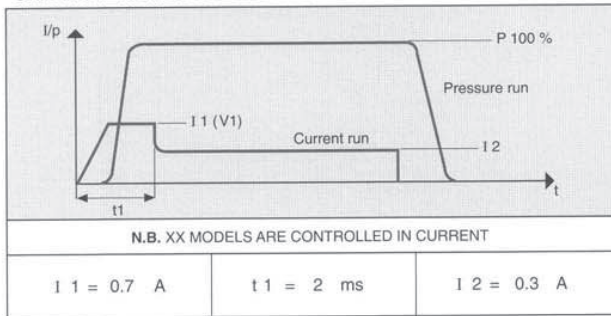 I/p
P 100 %
Pressure run
I 1 (V1)
Current run
I 2
t1
t
N.B. XX MODELS ARE CONTROLLED IN CURRENT
I 1 = 0.7 A
t 1 = 2 ms
I 2 = 0.3 A